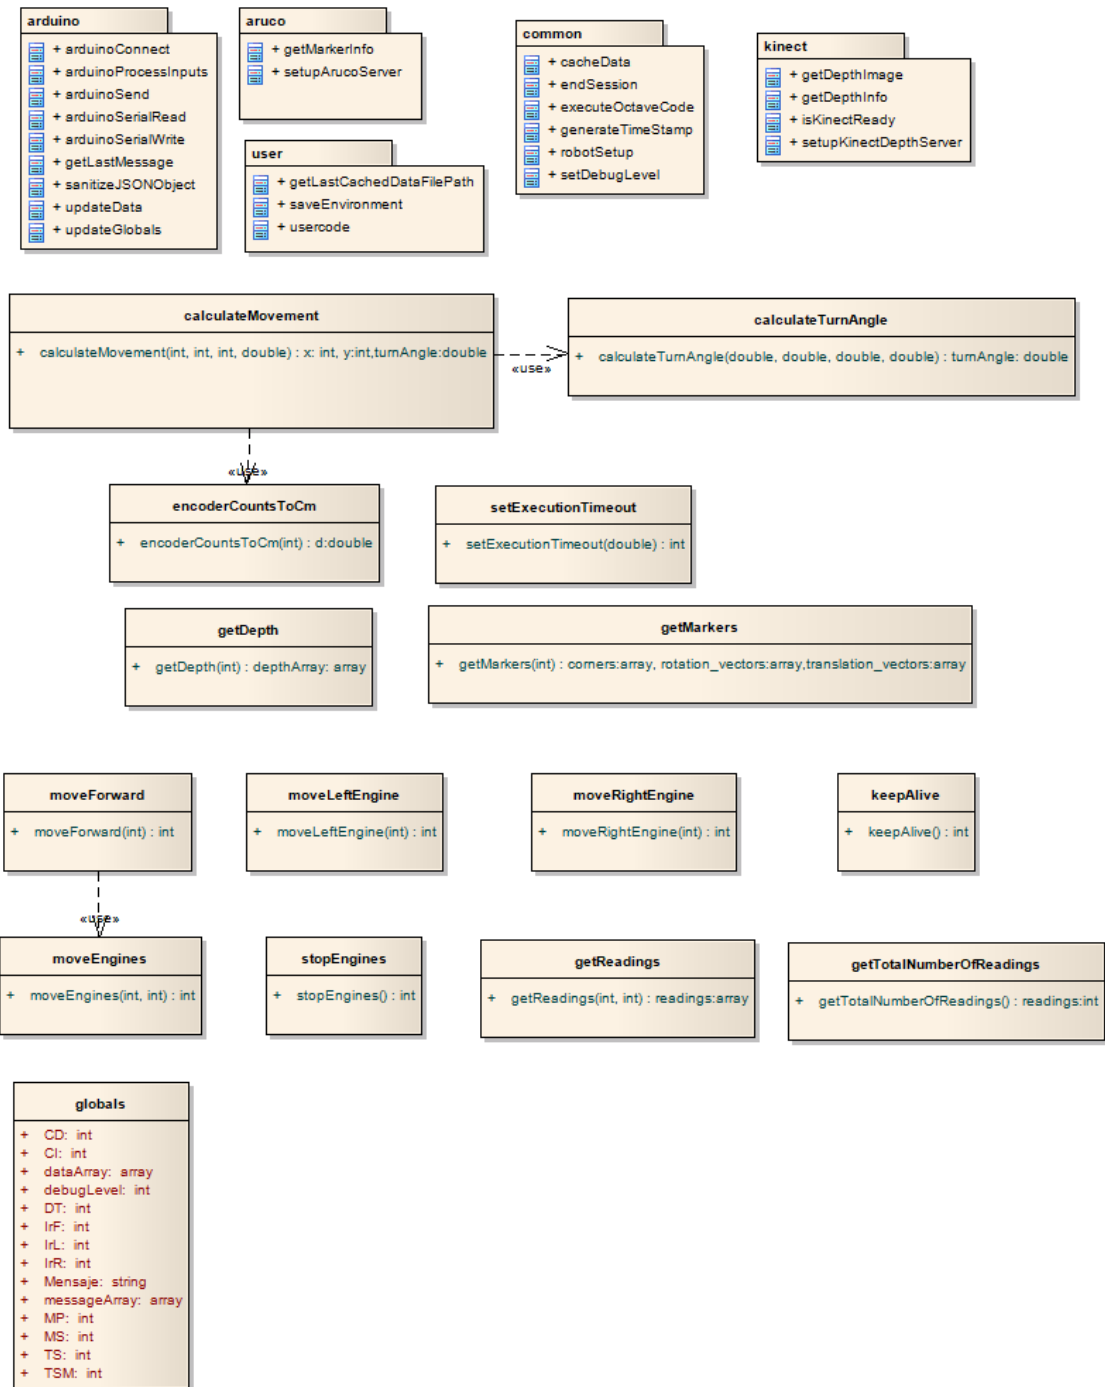 arduino
+ arduinoConnect
+ arduinoProcessInputs
+ arduinoSend
+ arduinoSerialRead
+ arduinoSerialWrite
+ getLastMessage
+ sanitizeJSONObject
+ updateData
+ updateGlobals
aruco
+ getMarkerInfo
+ setupArucoServer
user
+ getLastCachedDataFilePath
+ saveEnvironment
+ usercode
common
+ cacheData
+ endSession
+ executeOctaveCode
+ generateTimeStamp
+ robotSetup
+ setDebugLevel
kinect
+ getDepthImage
+ getDepthInfo
+ isKinectReady
+ setupKinectDepthServer
calculateMovement
+ calculateMovement(int, int, int, double) : x: int, y:int,turnAngle:double
«use»
calculateTurnAngle
+ calculateTurnAngle(double, double, double, double) : turnAngle: double
«use»
encoderCountsToCm
+ encoderCountsToCm(int) : d:double
setExecutionTimeout
+ setExecutionTimeout(double) : int
getDepth
+ getDepth(int) : depthArray: array
getMarkers
+ getMarkers(int) : corners:array, rotation_vectors:array,translation_vectors:array
moveForward
+ moveForward(int) : int
moveLeftEngine
+ moveLeftEngine(int) : int
moveRightEngine
+ moveRightEngine(int) : int
keepAlive
+ keepAlive() : int
«use»
moveEngines
+ moveEngines(int, int) : int
stopEngines
+ stopEngines() : int
getReadings
+ getReadings(int, int) : readings:array
getTotalNumberOfReadings
+ getTotalNumberOfReadings() : readings:int
globals
+ CD: int
+ CI: int
+ dataArray: array
+ debugLevel: int
+ DT: int
+ IrF: int
+ IrL: int
+ IrR: int
+ Mensaje: string
+ messageArray: array
+ MP: int
+ MS: int
+ TS: int
+ TSM: int